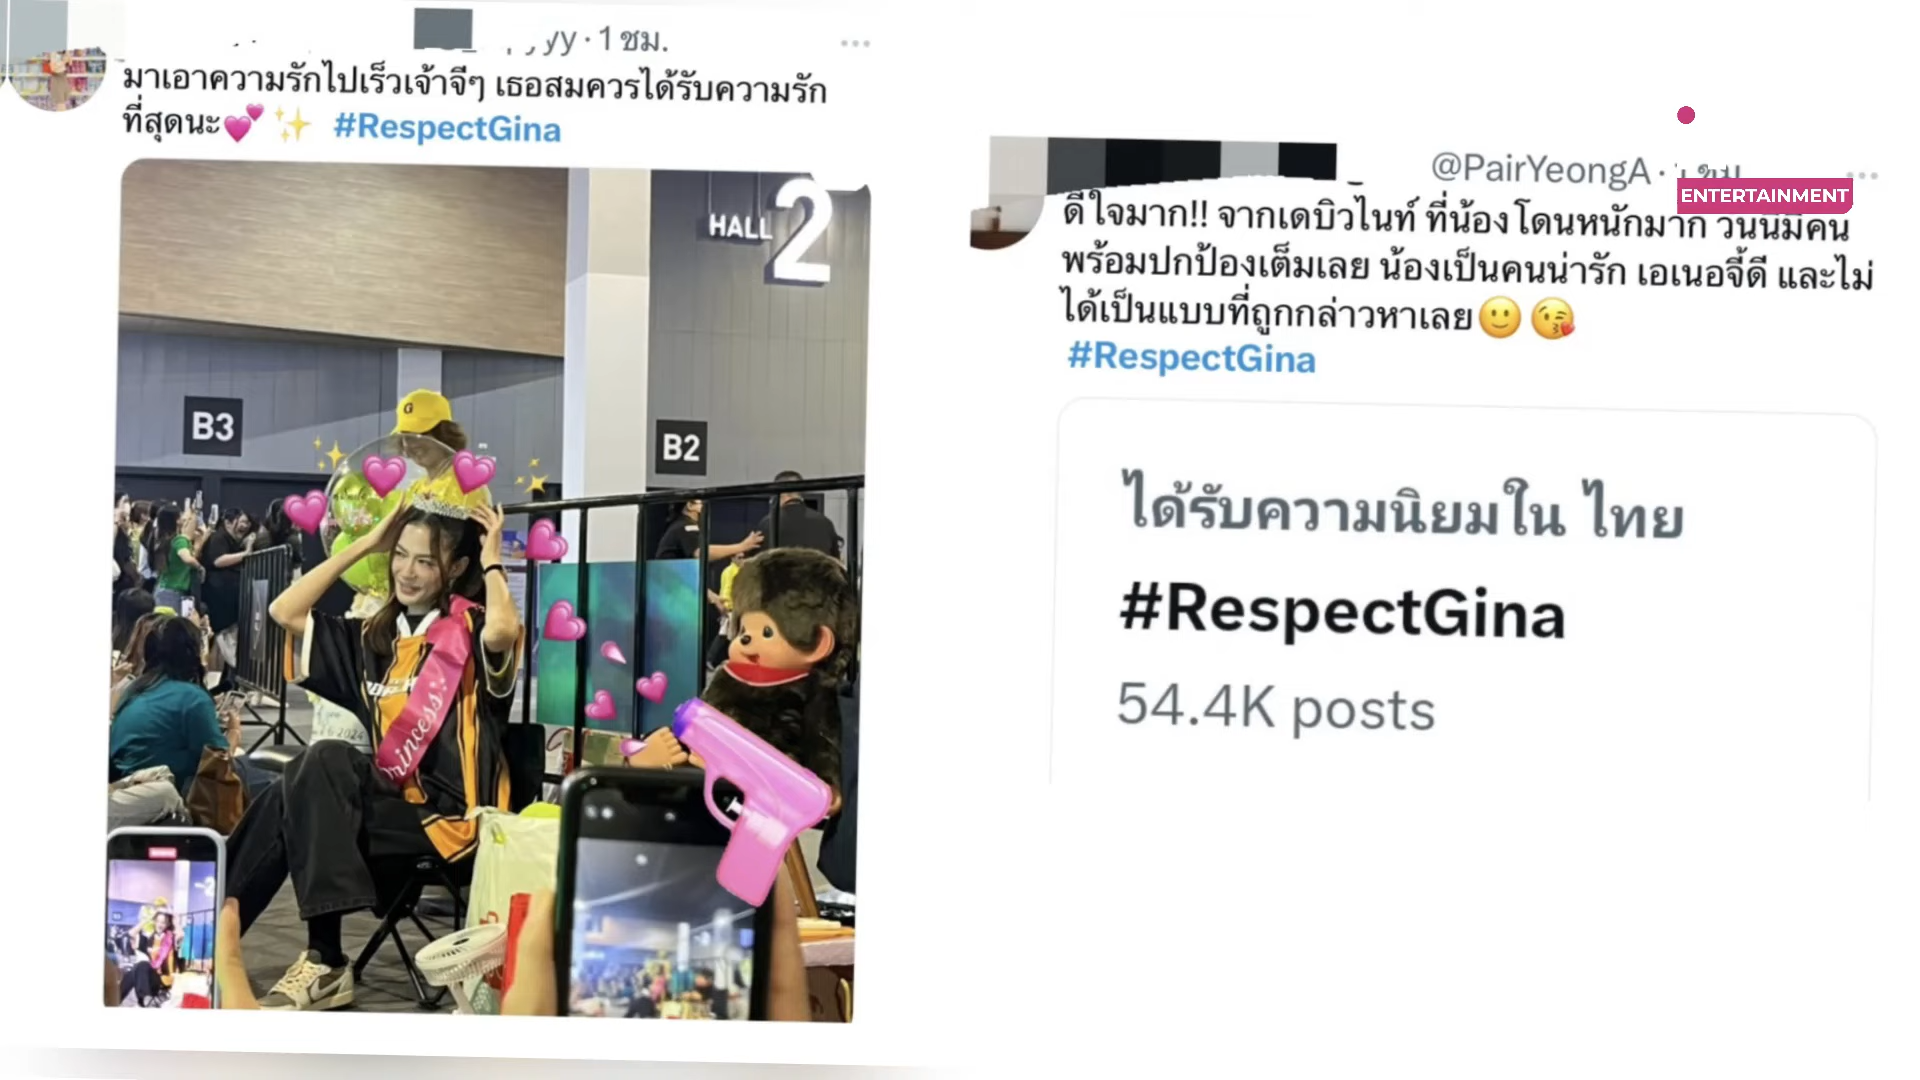 1 ชม.
มาเอาความรักไปเร็วเจ้าจีๆ เธอสมควรได้รับความรัก
ที่สุดนะ💕✨ #RespectGina
HALL 2
B3
B2
G
Princess
2024
@PairYeongA ·
ENTERTAINMENT
ดีใจมาก!! จากเดบิวไนท์ ที่น้องโดนหนักมาก วันนี้มีคน
พร้อมปกป้องเต็มเลย น้องเป็นคนน่ารัก เอเนอจี้ดี และไม่
ได้เป็นแบบที่ถูกกล่าวหาเลย🙂😘
#RespectGina
ได้รับความนิยมใน ไทย
#RespectGina
54.4K posts